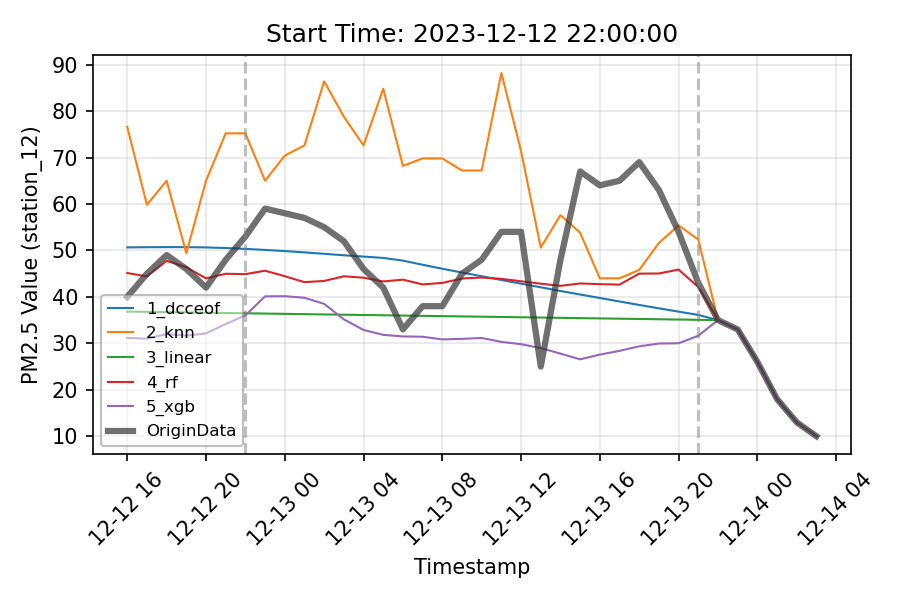 Start Time: 2023-12-12 22:00:00
PM2.5 Value (station_12)
90
80
70
60
50
40
30
20
10
1_dcceof
2_knn
3_linear
4_rf
5_xgb
OriginData
12-12 16
12-12 20
12-13 00
12-13 04
12-13 08
12-13 12
12-13 16
12-13 20
12-14 00
12-14 04
Timestamp